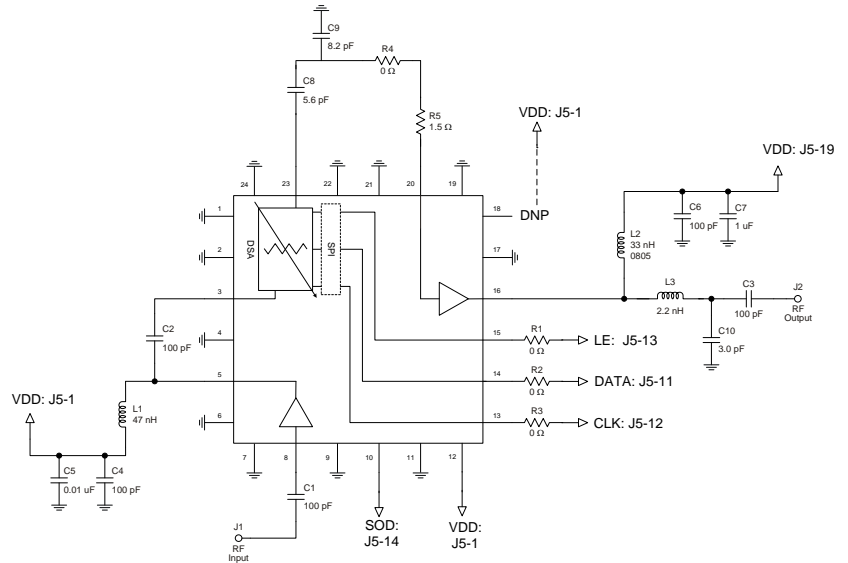 C9
8.2 pF
R4
0 Ω
C8
5.6 pF
R5
1.5 Ω
VDD: J5-1
VDD: J5-19
24
23
22
21
20
19
1
18
DNP
C6
100 pF
C7
1 uF
DSA
SPI
L2
33 nH
0805
2
17
3
16
L3
2.2 nH
C3
100 pF
J2
RF
Output
C2
100 pF
4
15
R1
0 Ω
LE: J5-13
C10
3.0 pF
5
14
R2
0 Ω
DATA: J5-11
VDD: J5-1
L1
47 nH
6
13
R3
0 Ω
CLK: J5-12
7
8
9
10
11
12
C5
0.01 uF
C4
100 pF
C1
100 pF
J1
RF
Input
SOD:
J5-14
VDD:
J5-1